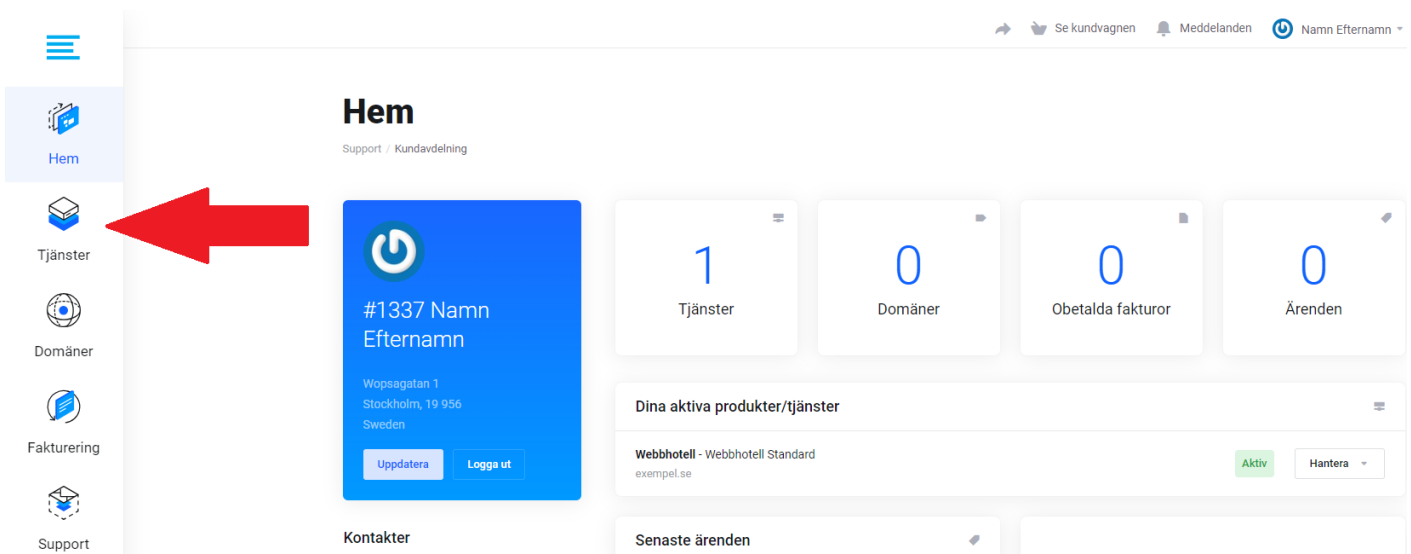 Se kundvagnen
Meddelanden
Namn Efternamn
Hem
Tjänster
Domäner
Fakturering
Support
Hem
Support / Kundavdelning
#1337 Namn
Efternamn
Wopsagatan 1
Stockholm, 19 956
Sweden
Uppdatera
Logga ut
Kontakter
1
Tjänster
0
Domäner
0
Obetalda fakturor
0
Ärenden
Dina aktiva produkter/tjänster
Webbhotell - Webbhotell Standard
exempel.se
Aktiv
Hantera
Senaste ärenden